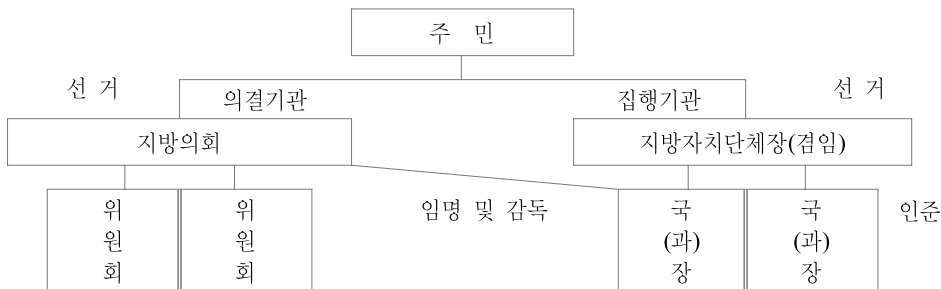 주 민
선 거
의결기관
집행기관
선 거
지방의회
지방자치단체장(겸임)
위
원
회
위
원
회
임명 및 감독
국
(과)
장
국
(과)
장
인준